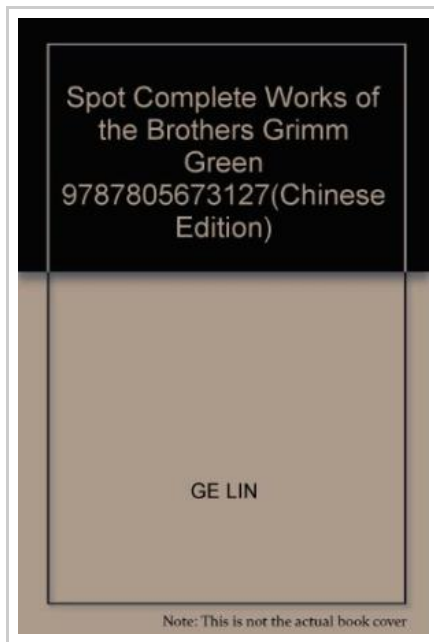 Spot Complete Works of
the Brothers Grimm
Green
9787805673127(Chinese
Edition)
GE LIN
Note: This is not the actual book cover